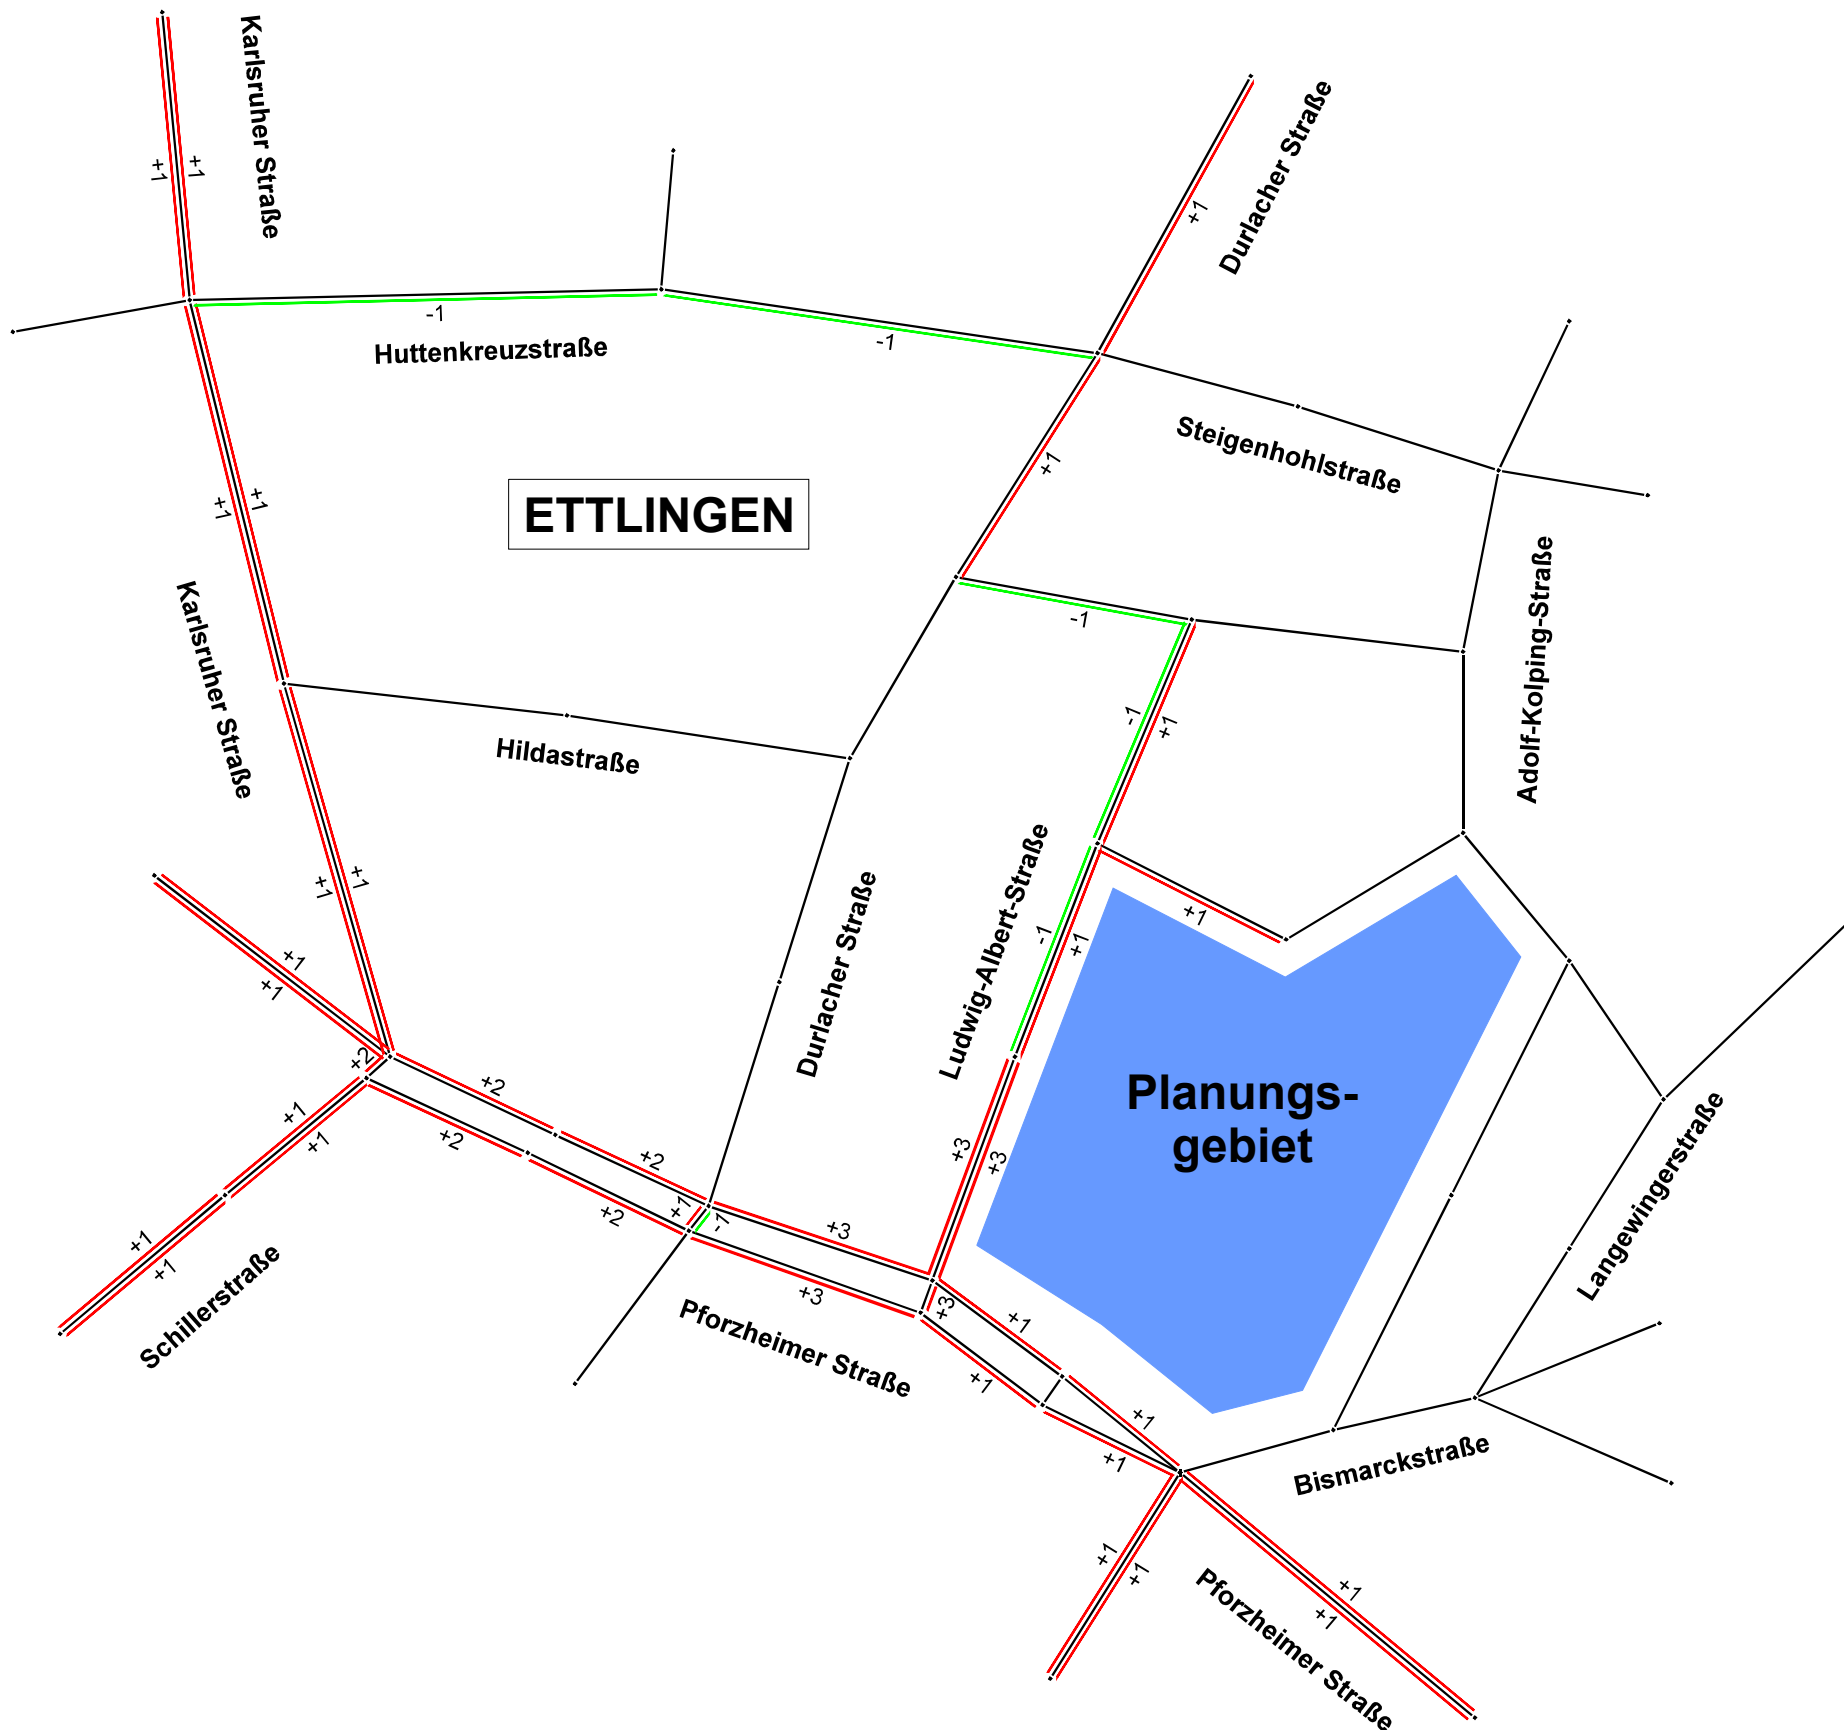 Karlsruher Straße
+1
+1
Durlacher Straße
+1
-1
Huttenkreuzstraße
-1
Steigenhohlstraße
+1
ETTLINGEN
+1
+1
Karlsruher Straße
-1
Adolf-Kolping-Straße
Hildastraße
-1
+1
+1
+1
Ludwig-Albert-Straße
Durlacher Straße
+1
-1
+1
+1
+1
+2
+2
+1
+1
+2
Planungs-
gebiet
+2
+2
+3
+3
Langewingerstraße
+1
-1
+3
+1
+1
Schillerstraße
+3
+3
+1
Pforzheimer Straße
+1
+1
+1
Bismarckstraße
+1
+1
Pforzheimer Straße
+1
+1